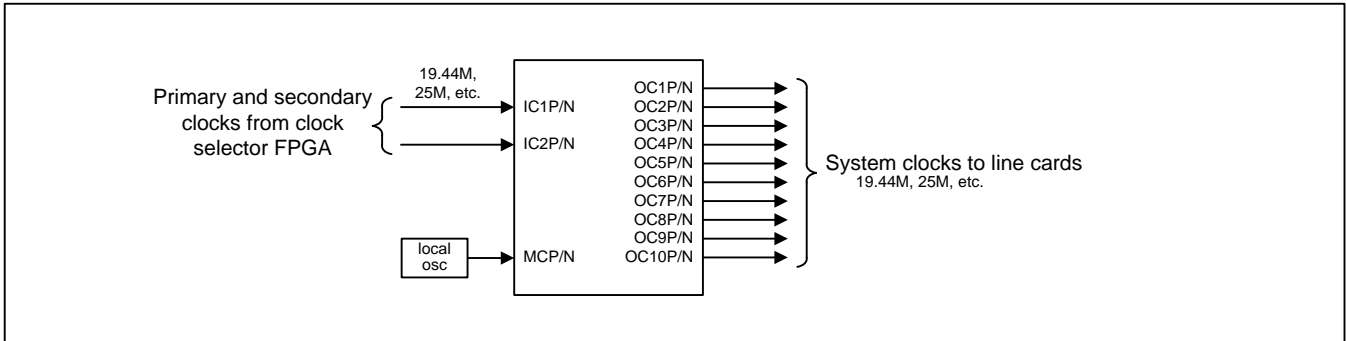 Primary and secondary
clocks from clock
selector FPGA
19.44M,
25M, etc.
IC1P/N
IC2P/N
local
osc
MCP/N
OC1P/N
OC2P/N
OC3P/N
OC4P/N
OC5P/N
OC6P/N
OC7P/N
OC8P/N
OC9P/N
OC10P/N
System clocks to line cards
19.44M, 25M, etc.